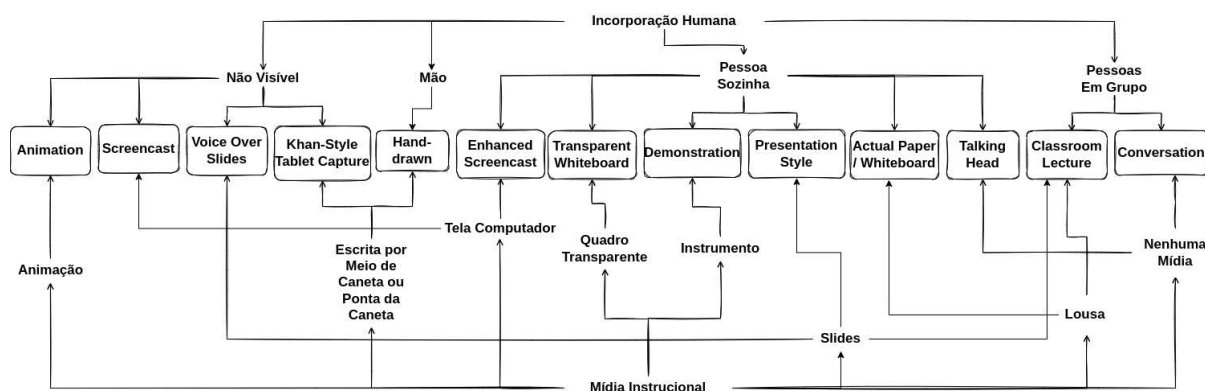 Incorporação Humana
Não Visível
Mão
Pessoa
Sozinha
Pessoas
Em Grupo
Animation
Screencast
Voice Over
Slides
Khan-Style
Tablet Capture
Hand-
drawn
Enhanced
Screencast
Transparent
Whiteboard
Demonstration
Presentation
Style
Actual Paper
/ Whiteboard
Talking
Head
Classroom
Lecture
Conversation
Tela Computador
Animação
Escrita por
Meio de
Caneta ou
Ponta da
Caneta
Quadro
Transparente
Instrumento
Nenhuma
Mídia
Lousa
Slides
Mídia Instrucional